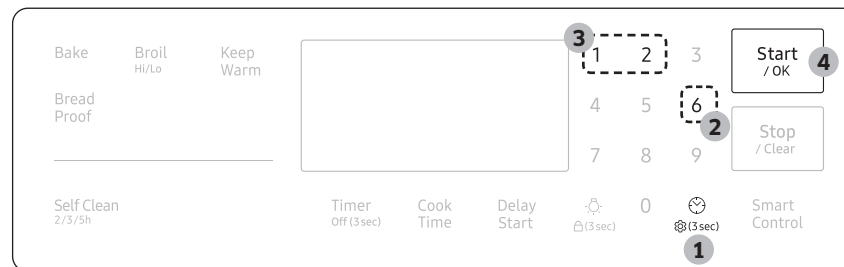 Bake Broil Keep
Hi/Lo Warm
Bread
Proof
Self Clean
2/3/5h
Timer Cook Delay
Off (3 sec) Time Start
3
1 2 3
4 5 6
2
7 8 9
(3 sec) 0 (3 sec)
1
Start
/ OK
4
Stop
/ Clear
Smart
Control